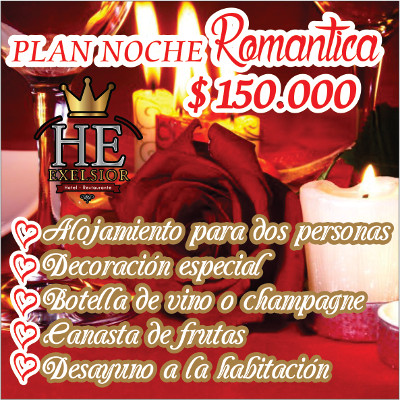 PLAN NOCHE Romantica
$ 150.000
HE
EXELSIOR
Hotel - Restaurante
Alojamiento para dos personas
Decoración especial
Botella de vino o champagne
Canasta de frutas
Desayuno a la habitación